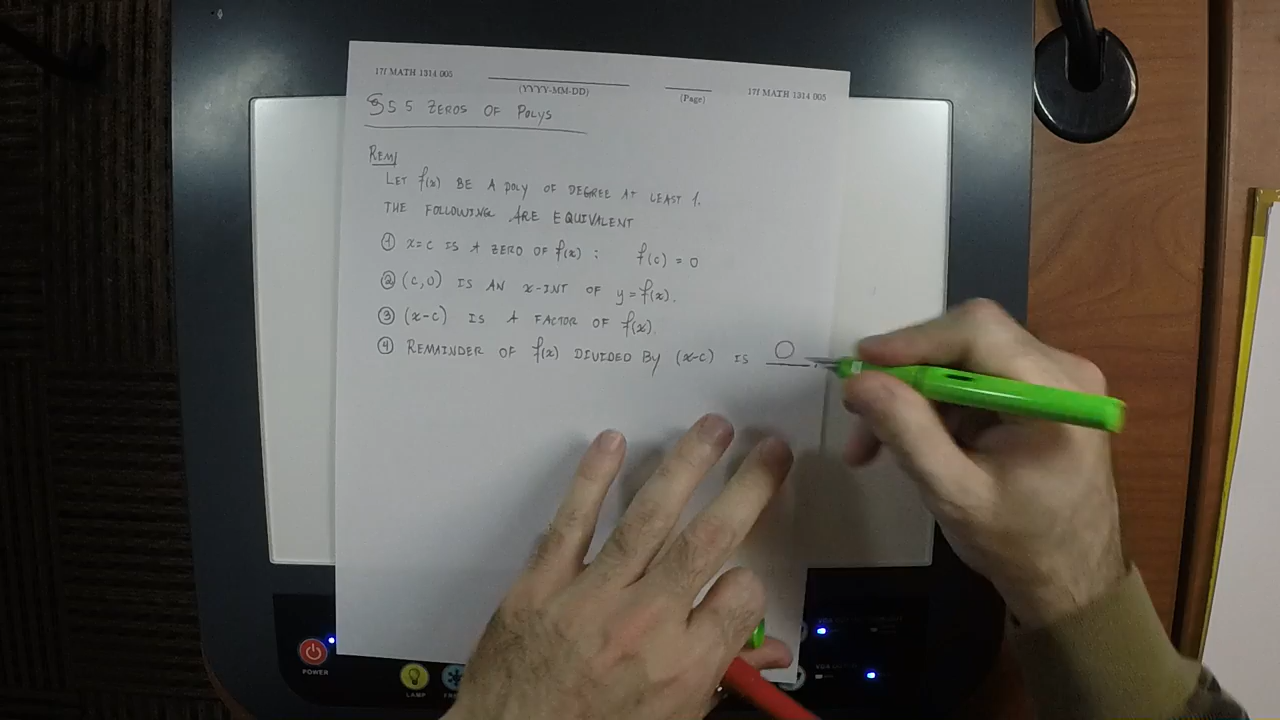 17f MATH 1314 005
(YYYY-MM-DD)
(Page)
17f MATH 1314 005
§5.5 ZEROS OF POLYS
REM
LET f(x) BE A POLY OF DEGREE AT LEAST 1.
THE FOLLOWING ARE EQUIVALENT
① x=c IS A ZERO OF f(x) : f(c) = 0
② (c,0) IS AN x-INT OF y=f(x).
③ (x-c) IS A FACTOR OF f(x).
④ REMAINDER OF f(x) DIVIDED BY (x-c) IS 0.
POWER
LAMP